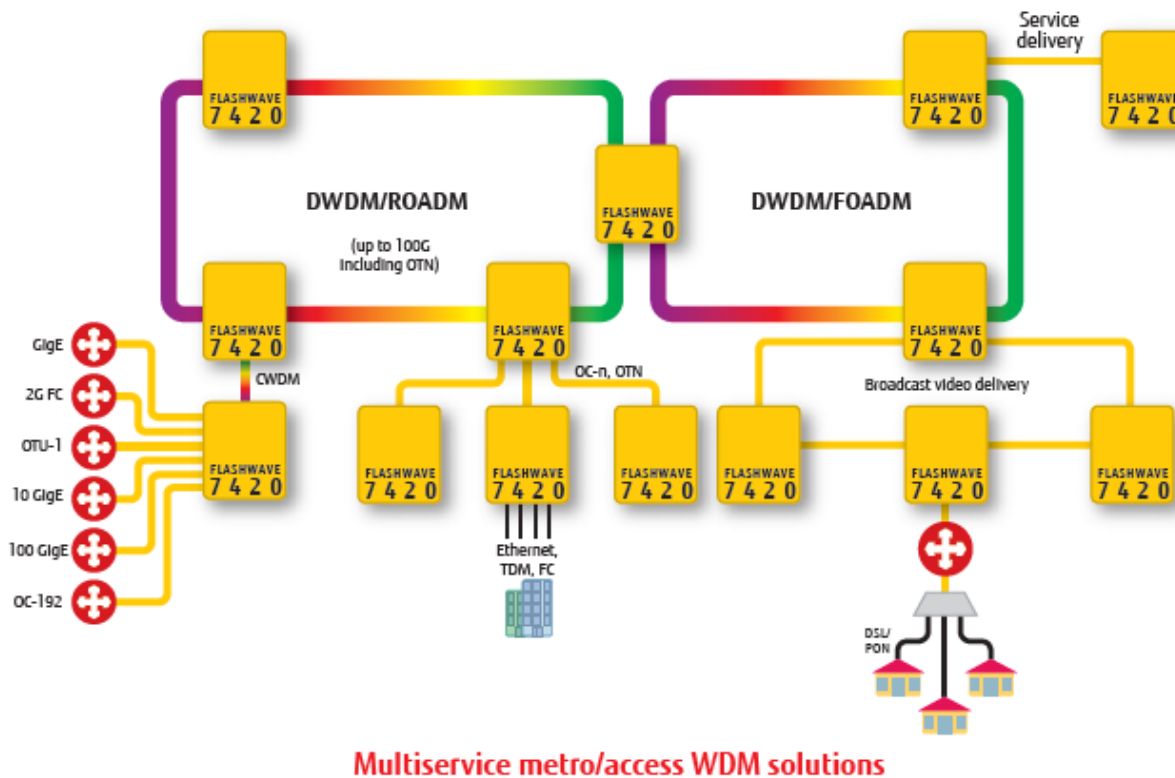 Service
delivery
FLASHWAVE
7420
FLASHWAVE
7420
FLASHWAVE
7420
FLASHWAVE
7420
DWDM/ROADM
(up to 100G
including OTN)
DWDM/FOADM
FLASHWAVE
7420
FLASHWAVE
7420
FLASHWAVE
7420
GigE
2G FC
OTU-1
10 GigE
100 GigE
OC-192
CWDM
OC-n, OTN
Broadcast video delivery
FLASHWAVE
7420
FLASHWAVE
7420
FLASHWAVE
7420
FLASHWAVE
7420
FLASHWAVE
7420
FLASHWAVE
7420
FLASHWAVE
7420
Ethernet,
TDM, FC
DSL/
PON
Multiservice metro/access WDM solutions